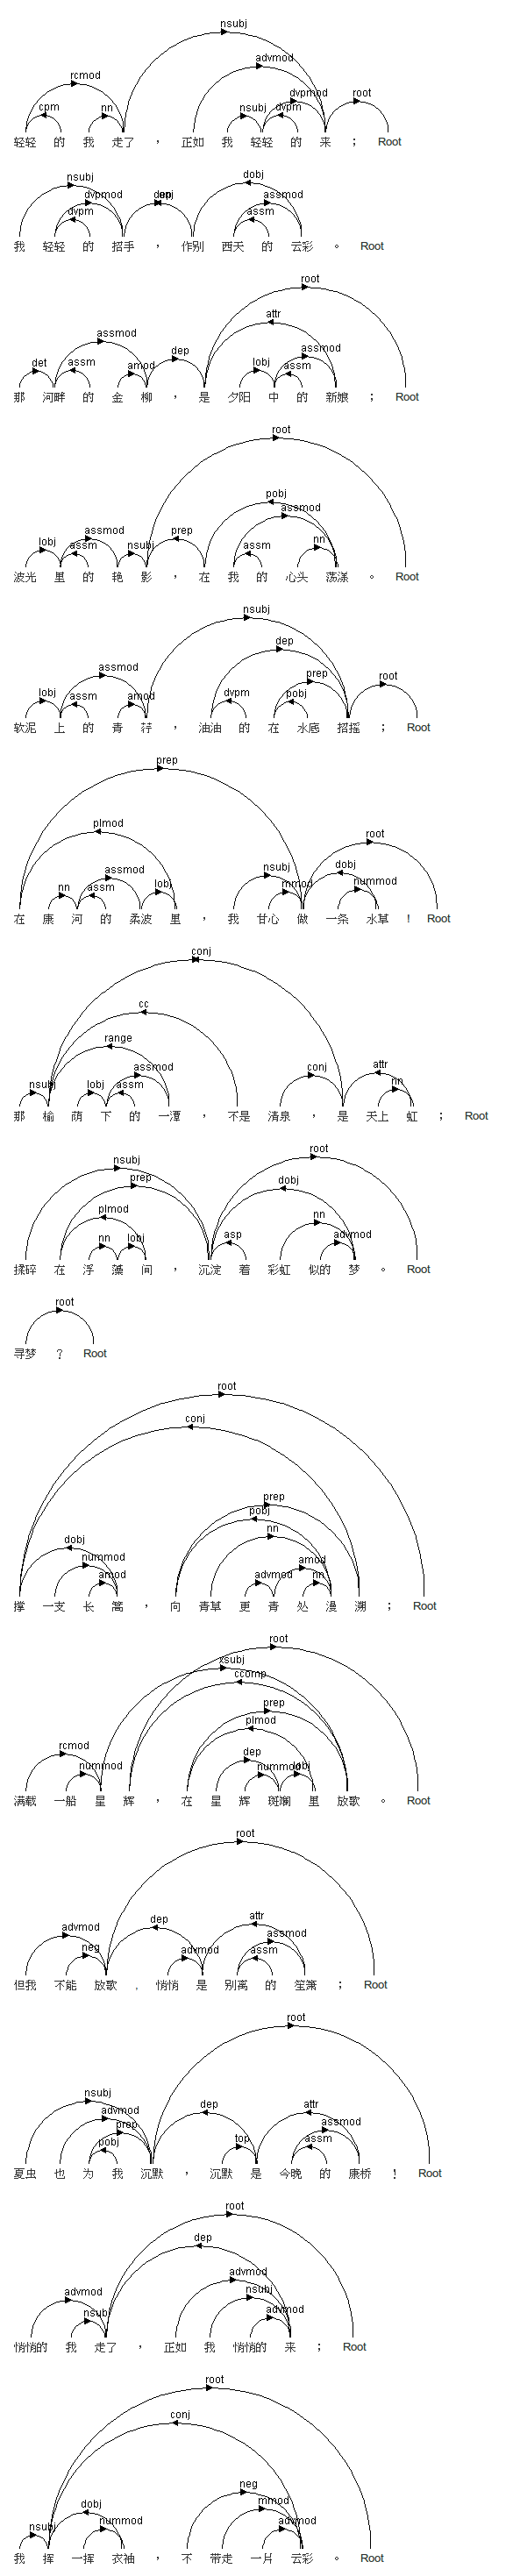 nsubj
advmod
rcmod dvpmod root
cpm nn nsubj dvpm
轻轻 的 我 走了 ， 正如 我 轻轻 的 来 ； Root
nsubj dobj
dvpmod assmod
dvpm assm
我 轻轻 的 招手 ， 作别 西天 的 云彩 。 Root
root
attr
assmod dep assmod
det assm amod lobj assm
那 河畔 的 金 柳 ， 是 夕阳 中 的 新娘 ； Root
root
pobj
assmod prep assmod
lobj assm nsubj assm nn
波光 里 的 艳 影 ， 在 我 的 心头 荡漾 。 Root
nsubj
dep
assmod prep root
lobj assm amod dvpm pobj
软泥 上 的 青 荇 ， 油油 的 在 水底 招摇 ； Root
prep
plmod root
assmod nsubj dobj
nn assm lobj mmod nummod
在 康 河 的 柔波 里 ， 我 甘心 做 一条 水草 ！ Root
conj
cc
range
assmod conj attr
nsubj lobj assm nn
那 榆 荫 下 的 一潭 ， 不是 清泉 ， 是 天上 虹 ； Root
nsubj root
prep dobj
plmod nn
nn lobj asp advmod
揉碎 在 浮 藻 间 ， 沉淀 着 彩虹 似的 梦 。 Root
root
寻梦 ？ Root
root
conj
prep
pobj
dobj nn
nummod amod
amod advmod nn
撑 一支 长 篙 ， 向 青草 更 青 处 漫 溯 ； Root
root
xsubj
ccomp
prep
plmod
rcmod dep
nummod nummod lobj
满载 一船 星 辉 ， 在 星 辉 斑斓 里 放歌 。 Root
root
attr
advmod dep assmod
neg advmod assm
但我 不能 放歌 ， 悄悄 是 别离 的 笙箫 ； Root
root
nsubj
advmod dep attr
prep assmod
pobj top assm
夏虫 也 为 我 沉默 ， 沉默 是 今晚 的 康桥 ！ Root
root
dep
advmod advmod
nsubj nsubj
advmod
悄悄的 我 走了 ， 正如 我 悄悄的 来 ； Root
root
conj
neg
dobj mmod
nsubj nummod advmod
我 挥 一挥 衣袖 ， 不 带走 一片 云彩 。 Root